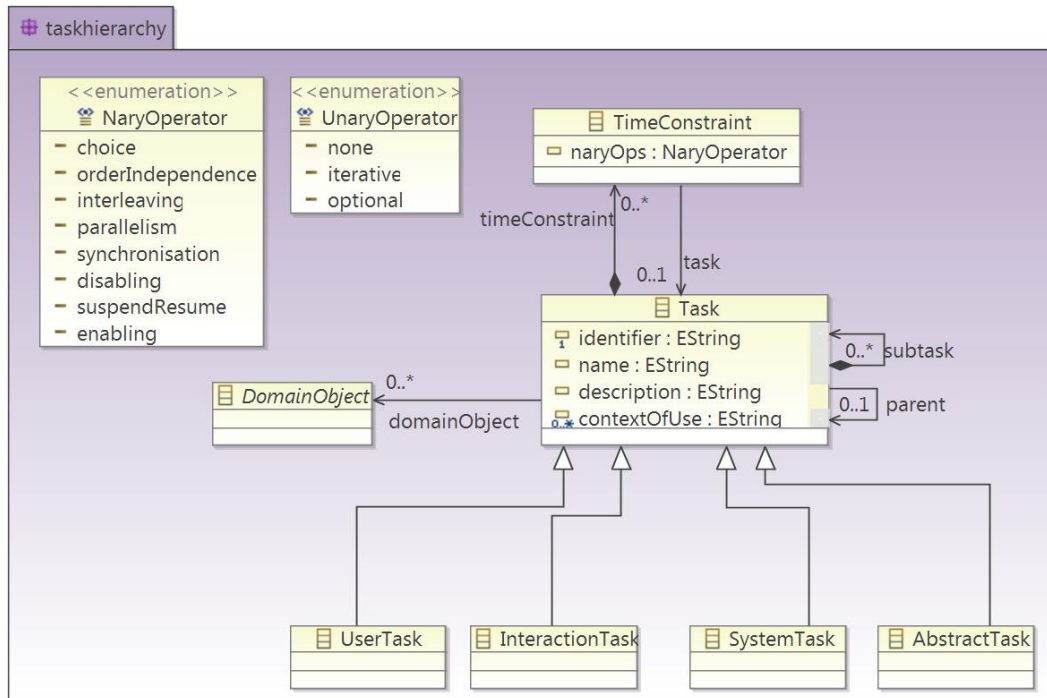 taskhierarchy
<<enumeration>>
NaryOperator
choice
orderIndependence
interleaving
parallelism
synchronisation
disabling
suspendResume
enabling
<<enumeration>>
UnaryOperator
none
iterative
optional
TimeConstraint
naryOps : NaryOperator
timeConstraint
0..*
0..1
task
Task
1
identifier : EString
name : EString
description : EString
0..*
contextOfUse : EString
0..*
subtask
0..1
parent
DomainObject
0..*
domainObject
UserTask
InteractionTask
SystemTask
AbstractTask